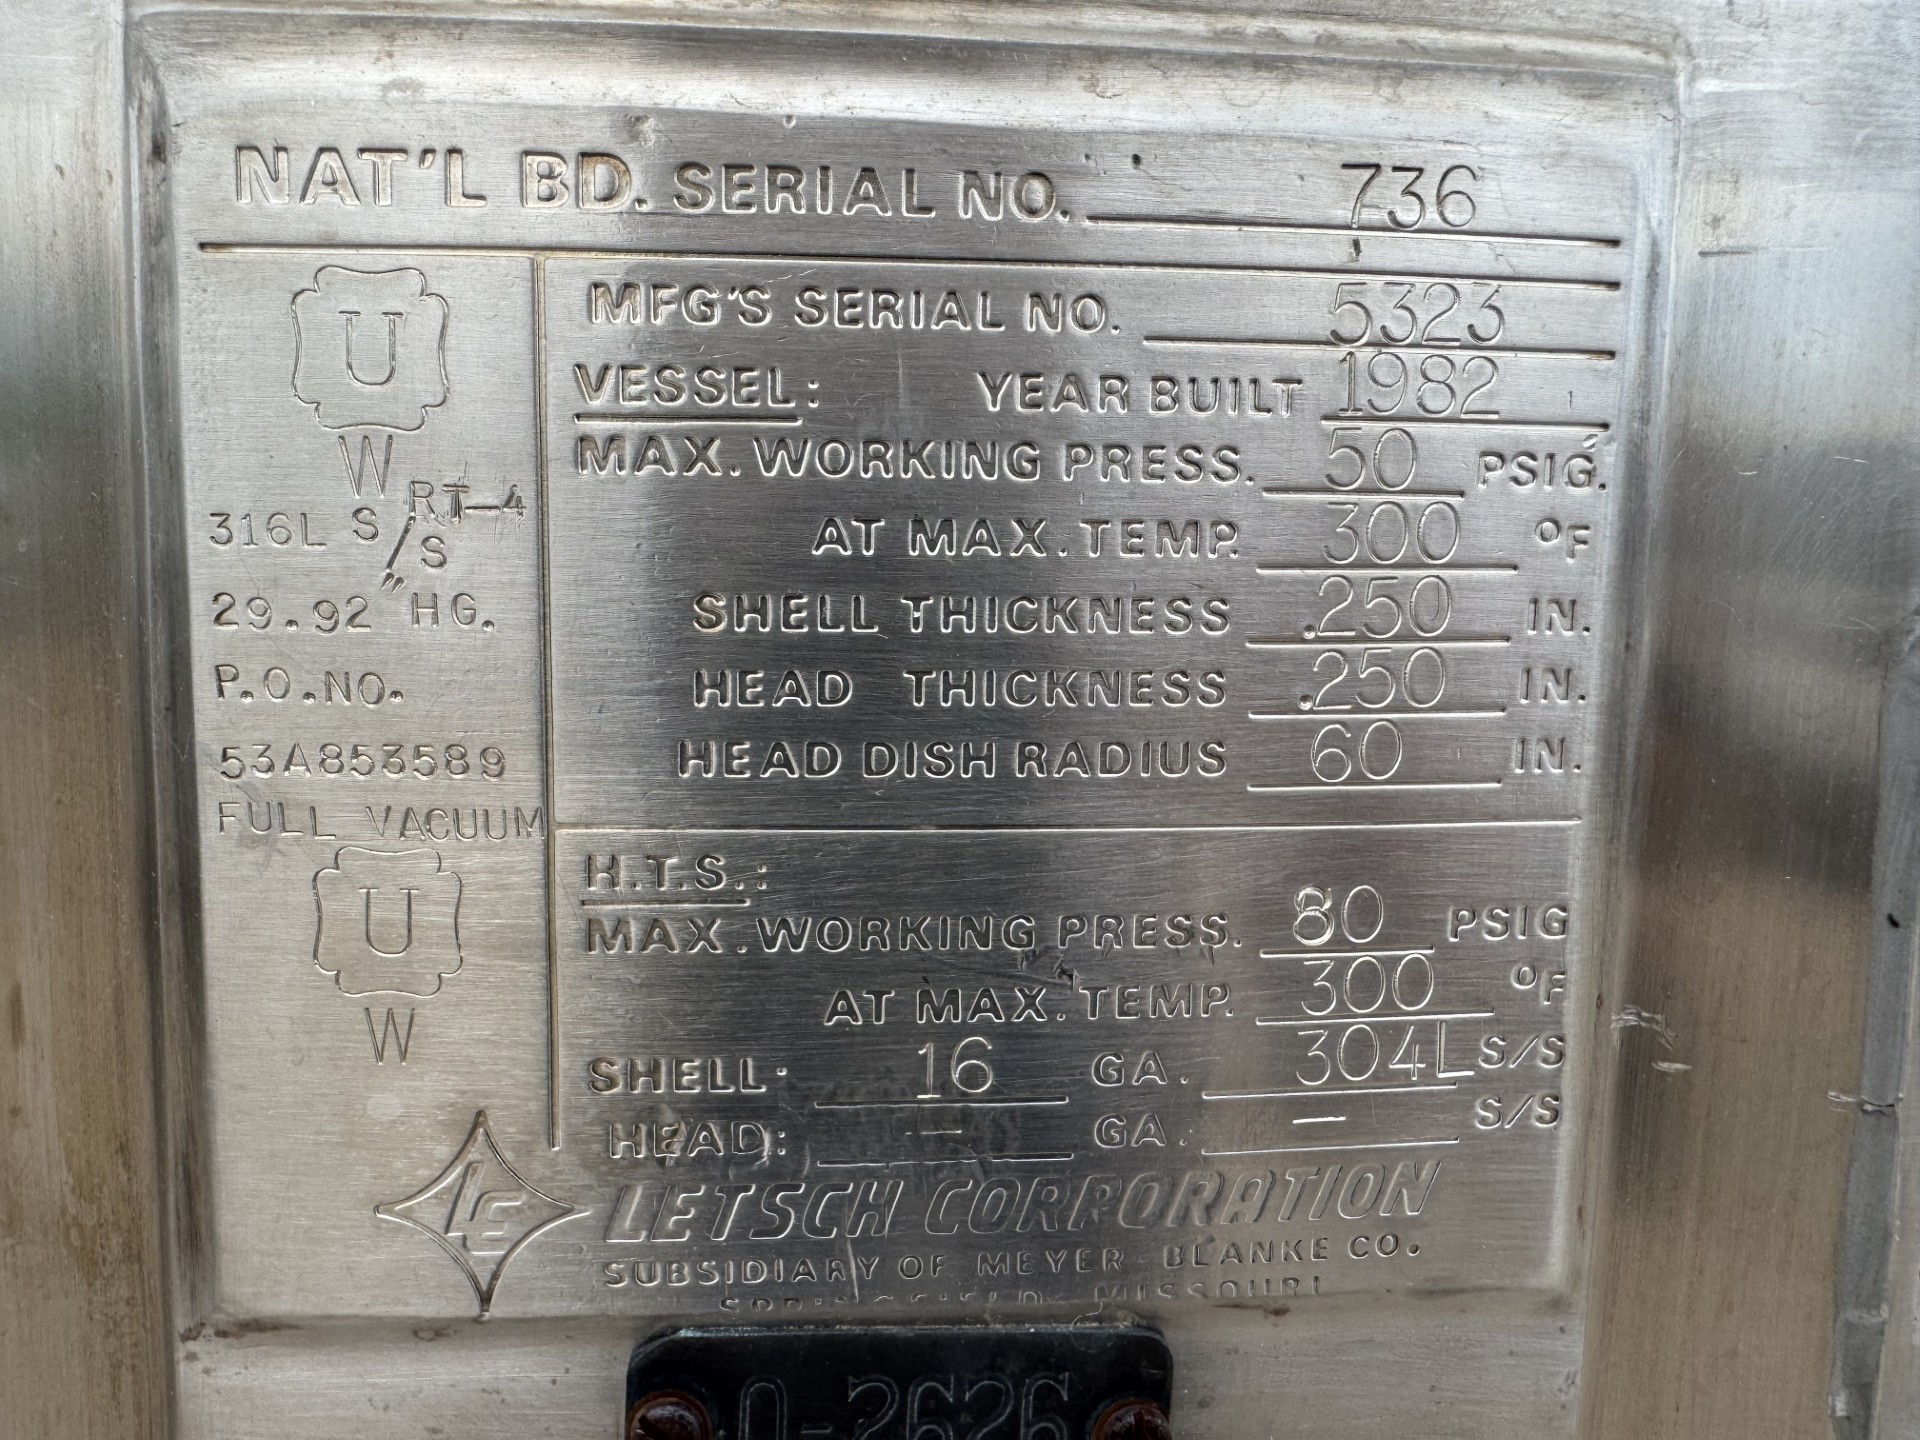 NAT'L BD. SERIAL NO. 736
U
W
RT-4
316L S/S
29.92" HG.
P.O.NO.
53A853589
FULL VACUUM
U
W
MFG'S SERIAL NO. 5323
VESSEL: YEAR BUILT 1982
MAX. WORKING PRESS. 50 PSIG.
AT MAX. TEMP. 300 °F
SHELL THICKNESS .250 IN.
HEAD THICKNESS .250 IN.
HEAD DISH RADIUS 60 IN.
H.T.S.:
MAX. WORKING PRESS. 80 PSIG
AT MAX. TEMP. 300 °F
SHELL: 16 GA. 304L S/S
HEAD: — GA. — S/S
LC LETSCH CORPORATION
SUBSIDIARY OF MEYER-BLANKE CO.
MISSOURI
-2626